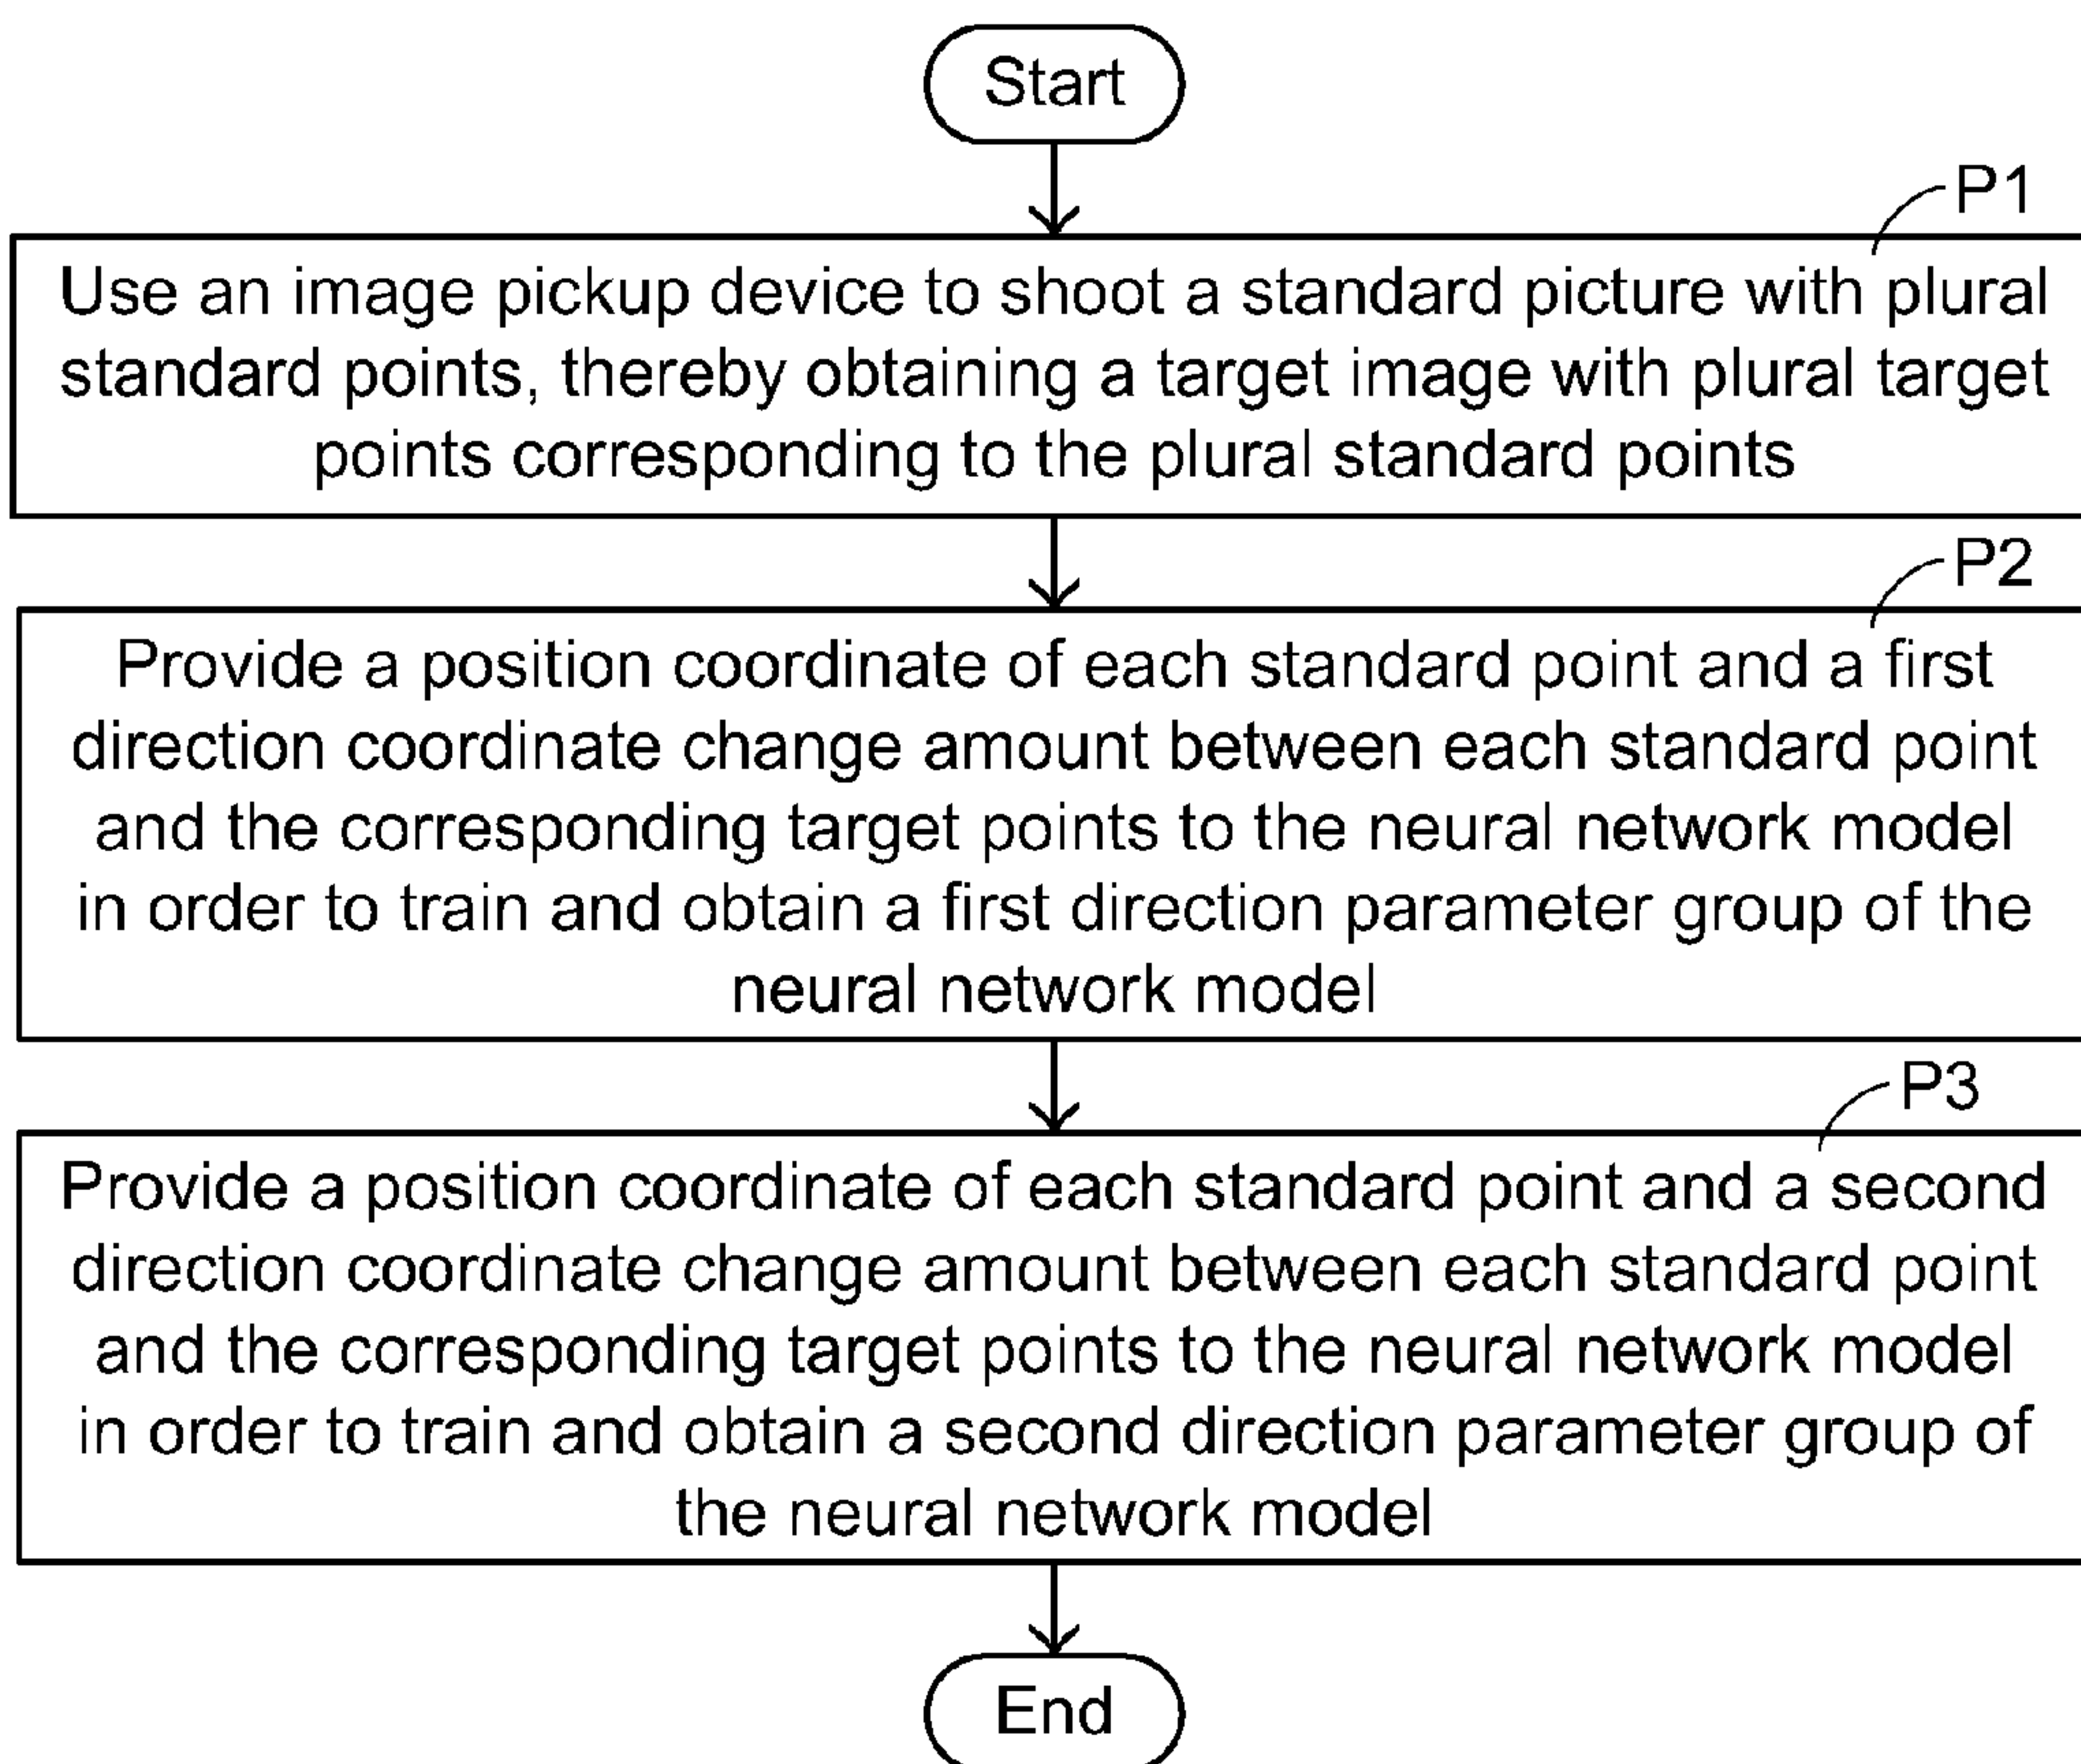 Start
P1
Use an image pickup device to shoot a standard picture with plural
standard points, thereby obtaining a target image with plural target
points corresponding to the plural standard points
P2
Provide a position coordinate of each standard point and a first
direction coordinate change amount between each standard point
and the corresponding target points to the neural network model
in order to train and obtain a first direction parameter group of the
neural network model
P3
Provide a position coordinate of each standard point and a second
direction coordinate change amount between each standard point
and the corresponding target points to the neural network model
in order to train and obtain a second direction parameter group of
the neural network model
End